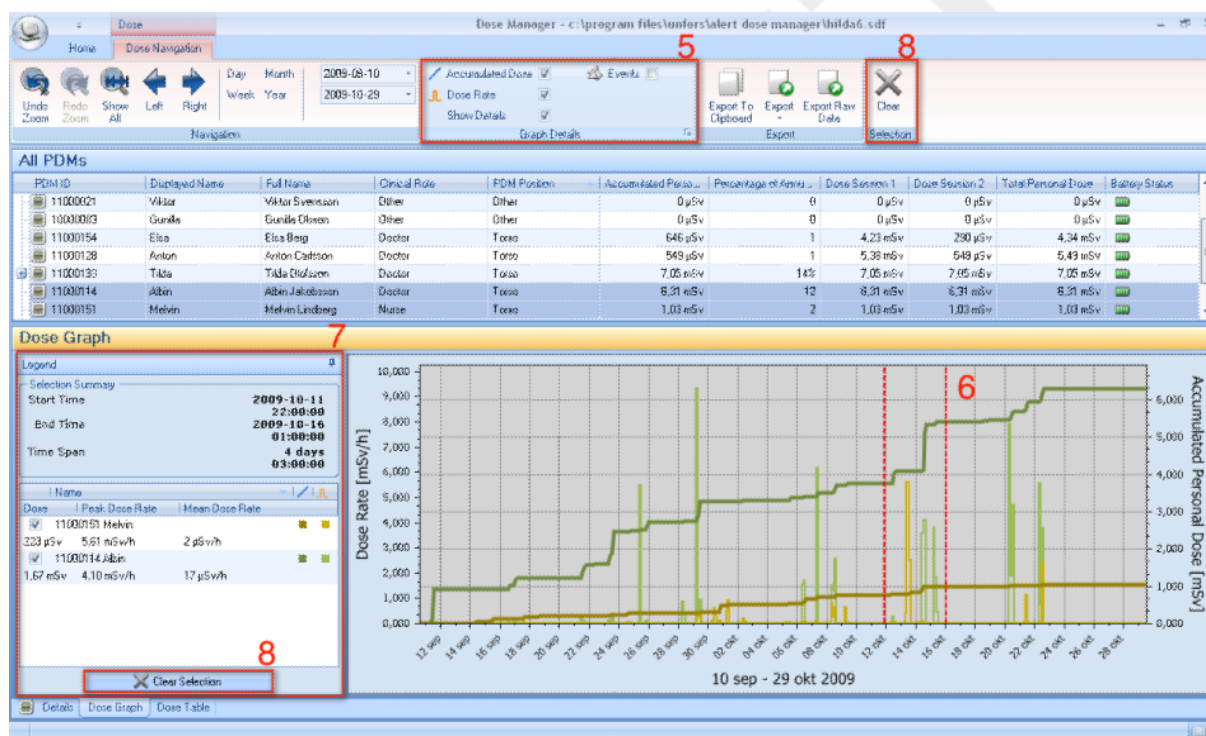 Dose
Dose Manager - c:\program files\unfors\alert dose manager\hilda6.sdf
Home Dose Navigation
5
8
Undo Zoom
Redo Zoom
Show All
Left
Right
Day Month
Week Year
2009-10-29
Navigation
Accumulated Dose
Events
Dose Rate
Show Details
Graph Details
Export To Clipboard
Export
Export Raw Data
Export
Clear
Selection
All PDMs
PDM ID Displayed Name Full Name Clinical Role PDM Position Accumulated Perso... Percentage of Annu... Dose Session 1 Dose Session 2 Total Personal Dose Battery Status
11000021 Viktor Viktor Svensson Other Other 0 µSv 0 0 µSv 0 µSv 0 µSv
Gunilla Gunilla Olsson Other Other 0 µSv 0 0 µSv 0 µSv 0 µSv
11000154 Elsa Elsa Berg Doctor Torso 646 µSv 1 4,23 mSv 290 µSv 4,34 mSv
11000128 Anton Anton Doctor Torso 549 µSv 1 549 µSv 5,49 mSv
Tilda Tilda Doctor Torso 7,05 mSv 14% 7,05 mSv 7,05 mSv 7,05 mSv
11000114 Albin Albin Jakobsson Doctor Torso 6,31 mSv 12 6,31 mSv 6,31 mSv 6,31 mSv
11000151 Melvin Melvin Lindberg Nurse Torso 1,03 mSv 2 1,03 mSv 1,03 mSv 1,03 mSv
Dose Graph
7
Legend
Selection Summary
Start Time 2009-10-11 22:00:00
End Time 2009-10-16 01:00:00
Time Span 4 days 03:00:00
Name
Dose Peak Dose Rate Mean Dose Rate
11000151 Melvin
223 µSv 5,61 mSv/h 2 µSv/h
11000114 Albin
1,67 mSv 4,10 mSv/h 17 µSv/h
8
Clear Selection
6
Dose Rate [mSv/h]
10,000
9,000
8,000
7,000
6,000
5,000
4,000
3,000
2,000
1,000
0,000
Accumulated Personal Dose [mSv]
6,000
5,000
4,000
3,000
2,000
1,000
0,000
12 sep 14 sep 16 sep 18 sep 20 sep 22 sep 24 sep 26 sep 28 sep 30 sep 02 okt 04 okt 06 okt 08 okt 10 okt 12 okt 14 okt 16 okt 18 okt 20 okt 22 okt 24 okt 26 okt 28 okt
10 sep - 29 okt 2009
Details Dose Graph Dose Table